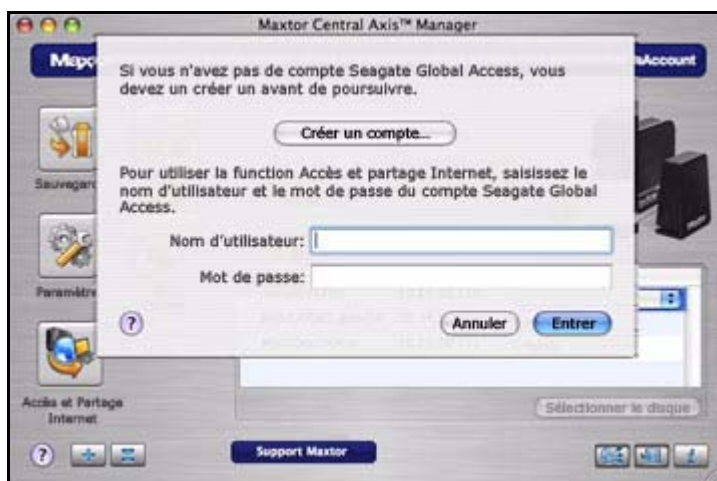 Maxtor Central Axis™ Manager
Si vous n'avez pas de compte Seagate Global Access, vous
devez un créer un avant de poursuivre.
Créer un compte...
Pour utiliser la function Accès et partage Internet, saisissez le
nom d'utilisateur et le mot de passe du compte Seagate Global
Access.
Nom d'utilisateur:
Mot de passe:
?
Annuler
Entrer
Accès et Partage
Internet
Sélectionner le disque
?
Support Maxtor
i